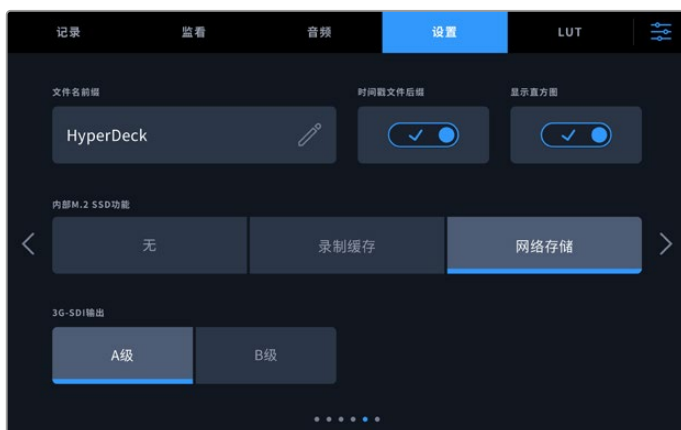 记录 监看 音频 设置 LUT
文件名前缀 时间戳文件后缀 显示直方图
HyperDeck
内部M.2 SSD功能
无 录制缓存 网络存储
3G-SDI输出
A级 B级